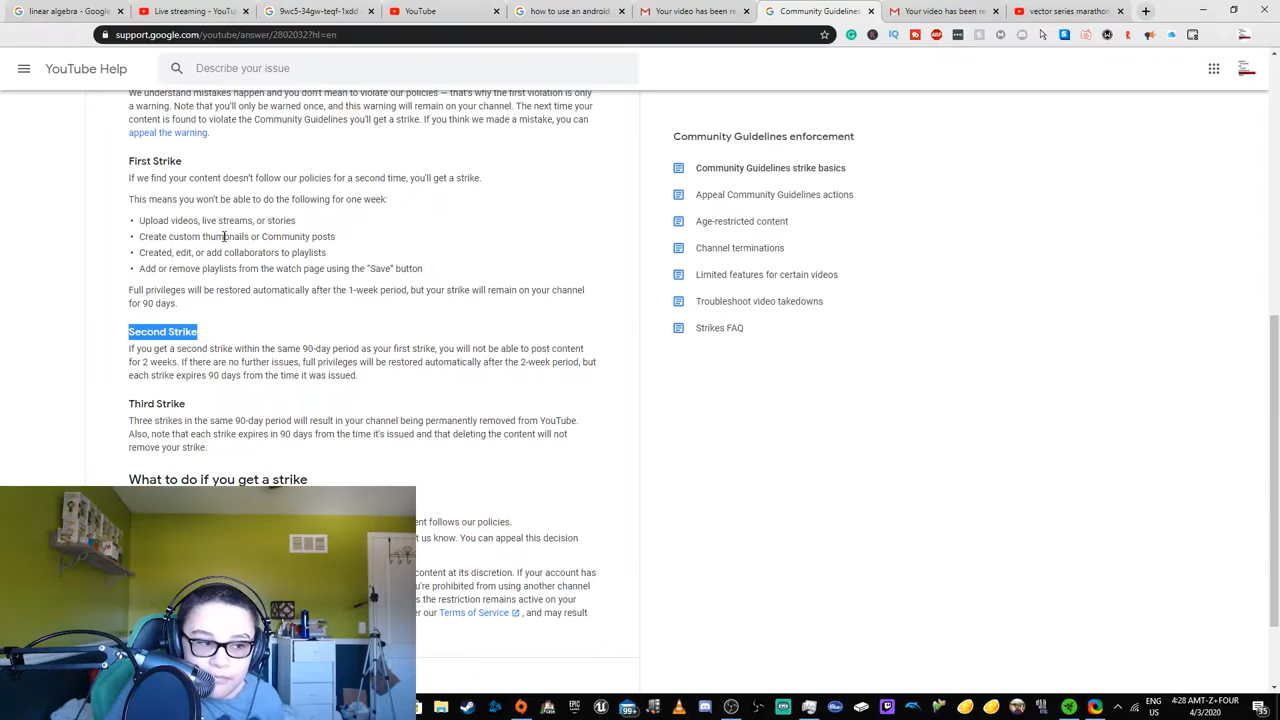 linear algebra - Goo
Gwc5-34qw-txxd - G
YouTube
how to use an android
Your video has been re
Community Guidelines
Your video has been re
vector series marathon
support.google.com/youtube/answer/2802032?hl=en
YouTube Help
Describe your issue
We understand mistakes happen and you don't mean to violate our policies — that's why the first violation is only
a warning. Note that you'll only be warned once, and this warning will remain on your channel. The next time your
content is found to violate the Community Guidelines you'll get a strike. If you think we made a mistake, you can
appeal the warning.
First Strike
If we find your content doesn't follow our policies for a second time, you'll get a strike.
This means you won't be able to do the following for one week:
• Upload videos, live streams, or stories
• Create custom thumbnails or Community posts
• Created, edit, or add collaborators to playlists
• Add or remove playlists from the watch page using the "Save" button
Full privileges will be restored automatically after the 1-week period, but your strike will remain on your channel
for 90 days.
Second Strike
If you get a second strike within the same 90-day period as your first strike, you will not be able to post content
for 2 weeks. If there are no further issues, full privileges will be restored automatically after the 2-week period, but
each strike expires 90 days from the time it was issued.
Third Strike
Three strikes in the same 90-day period will result in your channel being permanently removed from YouTube.
Also, note that each strike expires in 90 days from the time it's issued and that deleting the content will not
remove your strike.
What to do if you get a strike
ent follows our policies.
t us know. You can appeal this decision
content at its discretion. If your account has
u're prohibited from using another channel
s the restriction remains active on your
r our Terms of Service , and may result
Community Guidelines enforcement
Community Guidelines strike basics
Appeal Community Guidelines actions
Age-restricted content
Channel terminations
Limited features for certain videos
Troubleshoot video takedowns
Strikes FAQ
EPIC
99+
ENG
US
4:28 AMT-Z+FOUR
4/3/2020